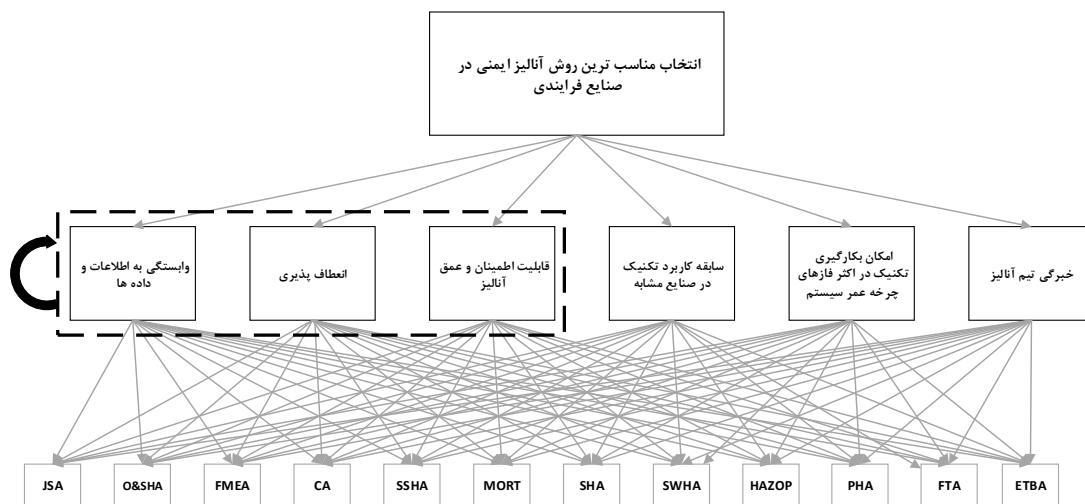 انتخاب مناسب ترین روش آنالیز ایمنی در
صنایع فرایندی
خبرگی تیم آنالیز
امکان بکارگیری
تکنیک در اکثر فازهای
چرخه عمر سیستم
سابقه کاربرد تکنیک
در صنایع مشابه
قابلیت اطمینان و عمق
آنالیز
انعطاف پذیری
وابستگی به اطلاعات و
داده ها
JSA
O&SHA
FMEA
CA
SSHA
MORT
SHA
SWHA
HAZOP
PHA
FTA
ETBA